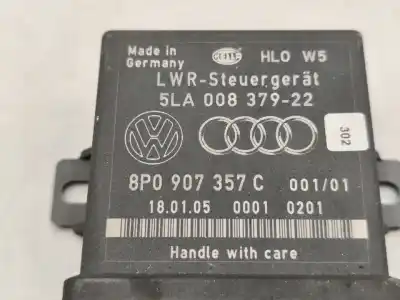 Made in
Germany
HELLA
HLO W5
LWR-Steuergerät
5LA 008 379-22
302
8P0 907 357 C 001/01
18.01.05 0001 0201
Handle with care